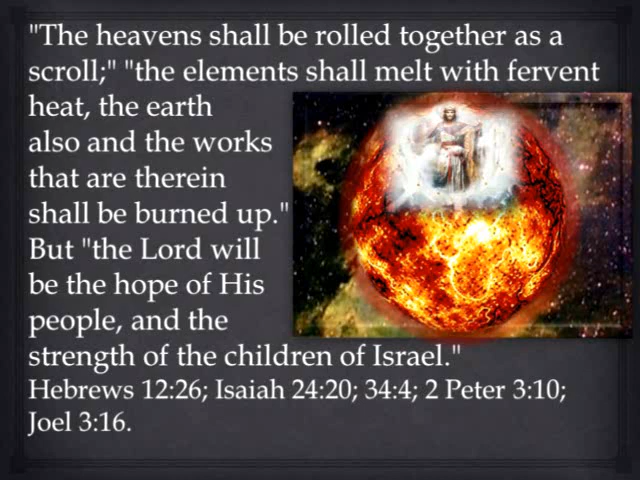 "The heavens shall be rolled together as a
scroll;" "the elements shall melt with fervent
heat, the earth
also and the works
that are therein
shall be burned up."
But "the Lord will
be the hope of His
people, and the
strength of the children of Israel."
Hebrews 12:26; Isaiah 24:20; 34:4; 2 Peter 3:10;
Joel 3:16.